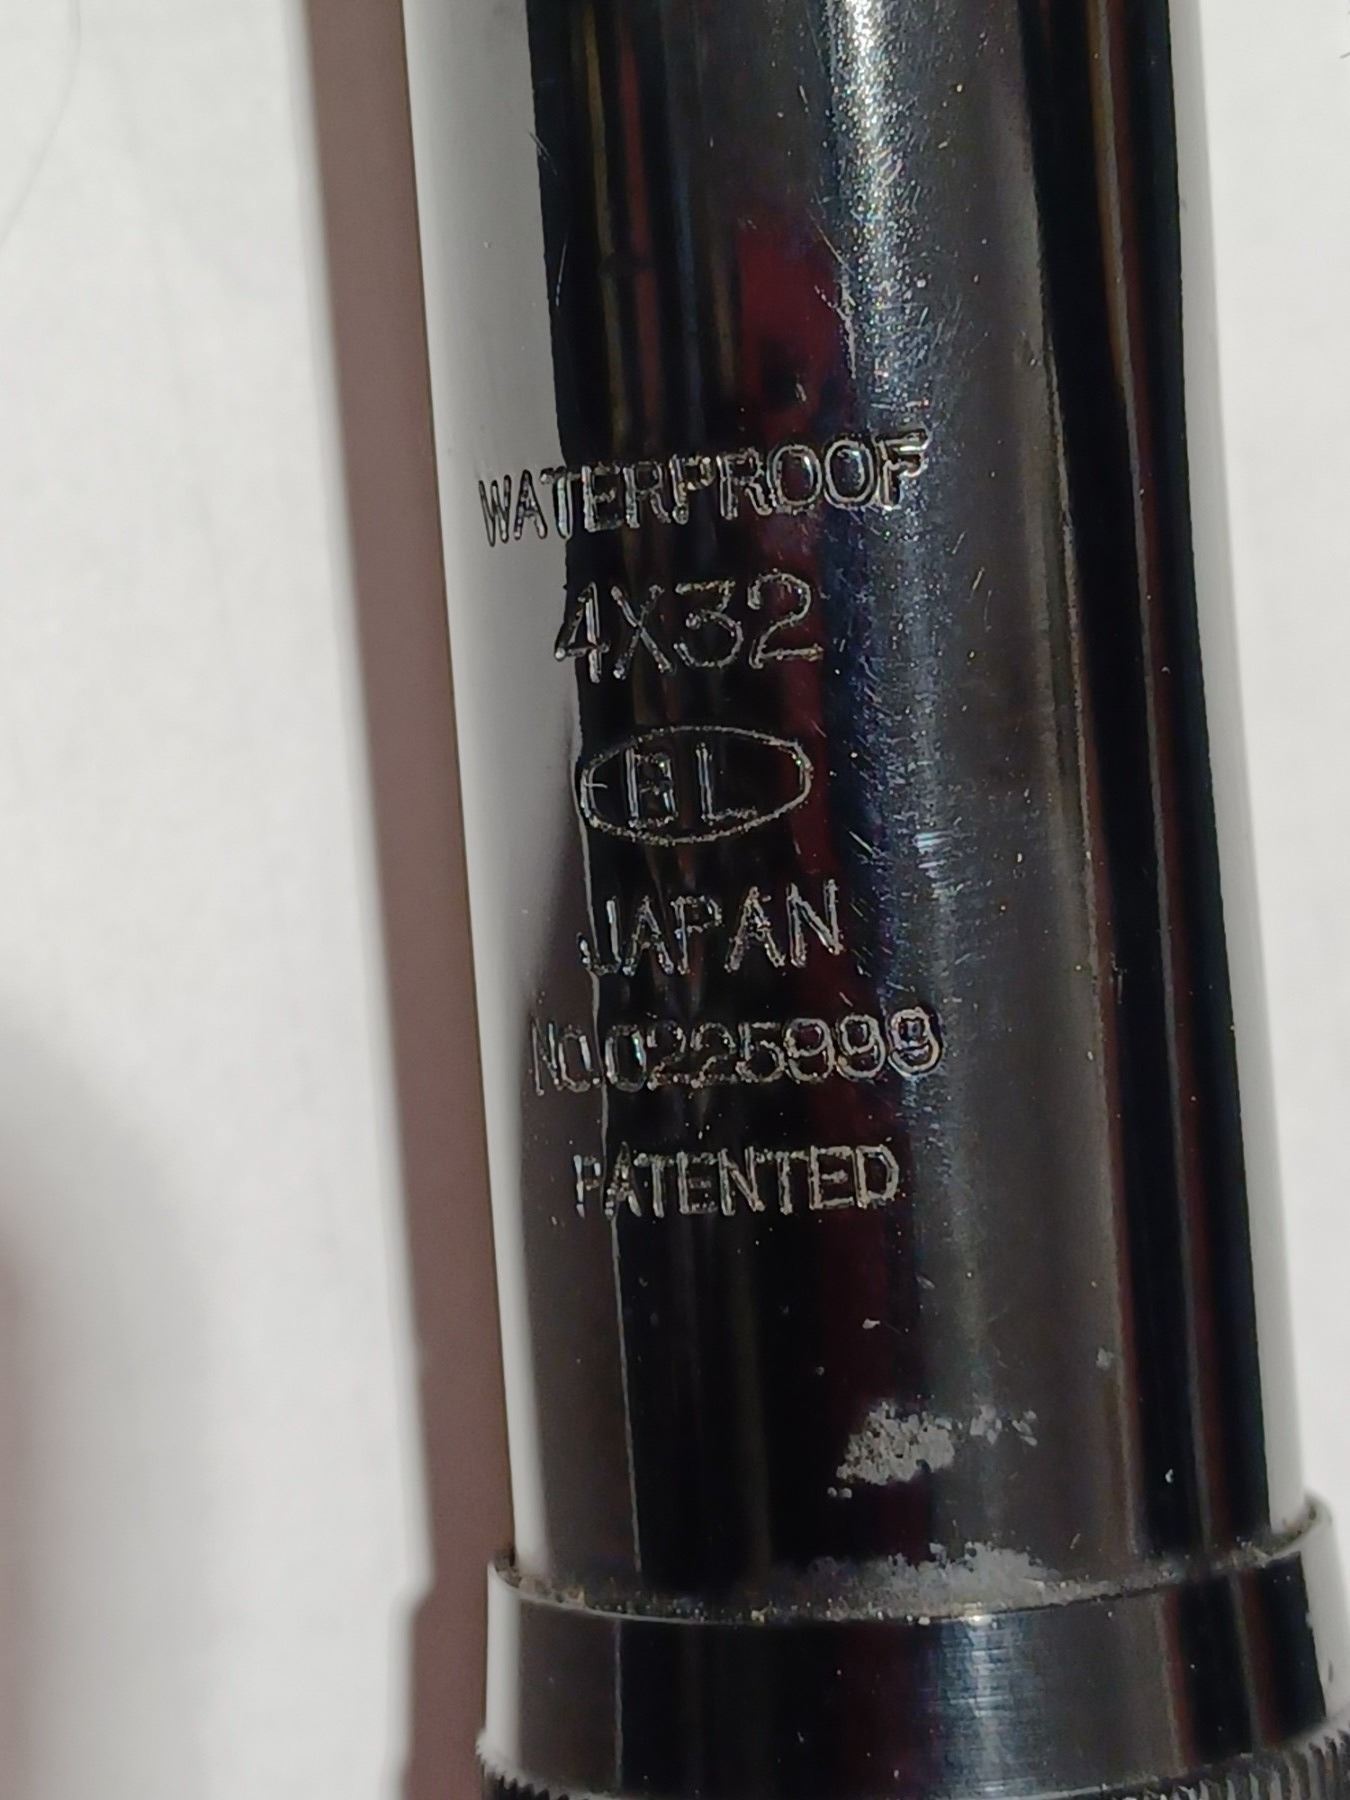 WATERPROOF
4X32
BL
JAPAN
No.0225999
PATENTED